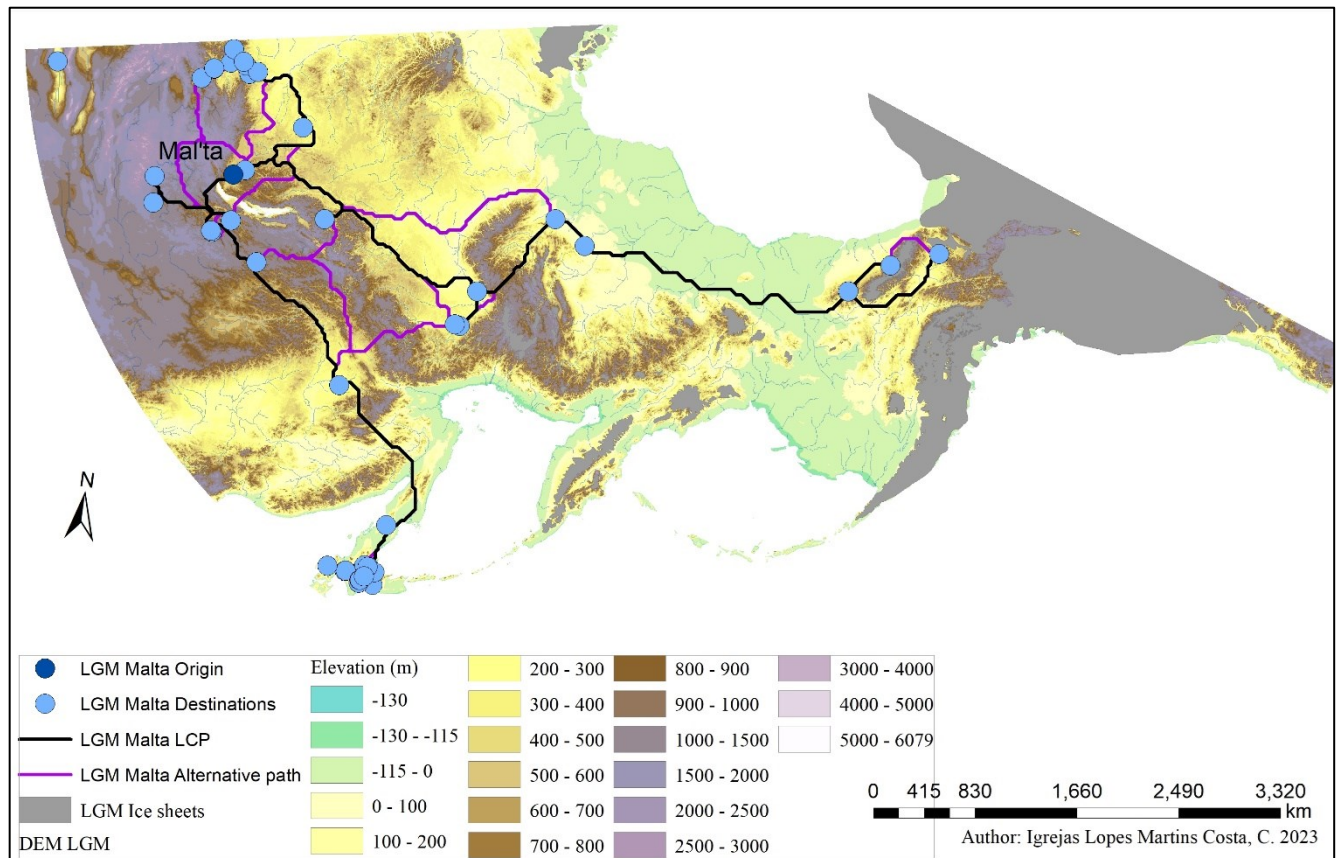 Mal'ta
N
LGM Malta Origin
LGM Malta Destinations
LGM Malta LCP
LGM Malta Alternative path
LGM Ice sheets
DEM LGM
Elevation (m)
-130
-130 - -115
-115 - 0
0 - 100
100 - 200
200 - 300
300 - 400
400 - 500
500 - 600
600 - 700
700 - 800
800 - 900
900 - 1000
1000 - 1500
1500 - 2000
2000 - 2500
2500 - 3000
3000 - 4000
4000 - 5000
5000 - 6079
0 415 830 1,660 2,490 3,320
km
Author: Igrejas Lopes Martins Costa, C. 2023